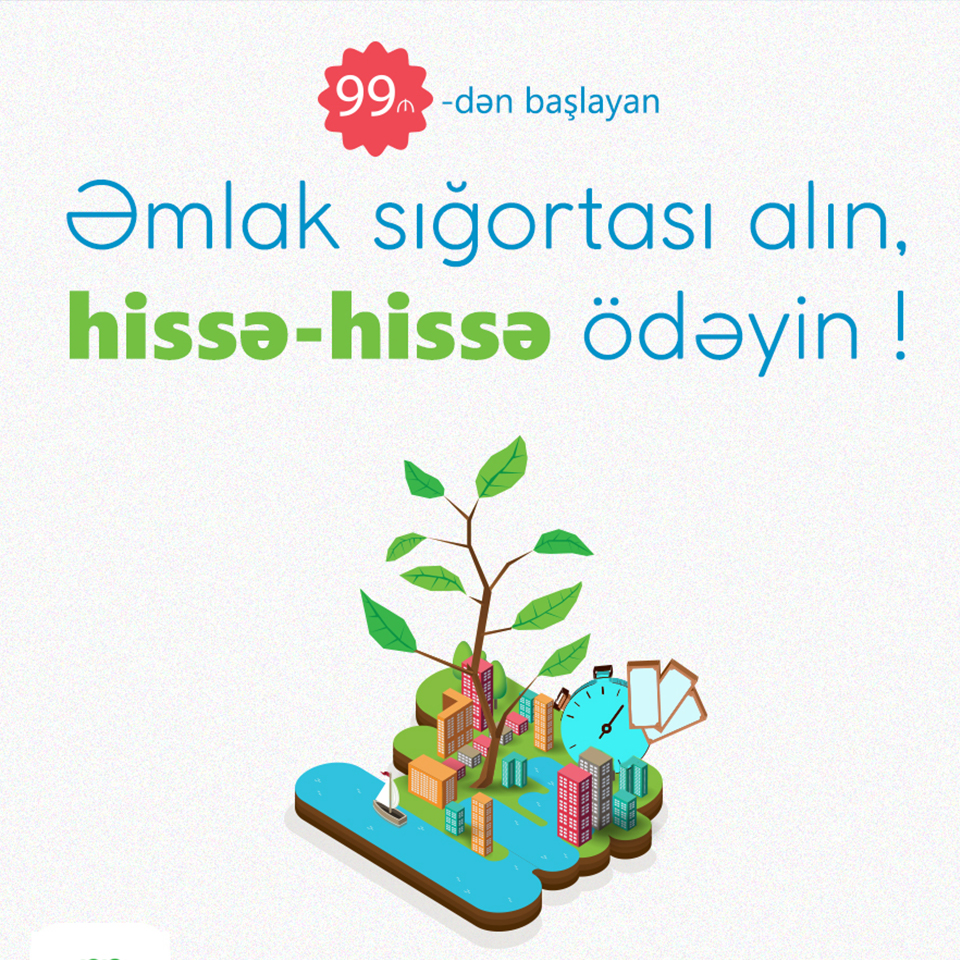 99₼ -dən başlayan
Əmlak sığortası alın,
hissə-hissə ödəyin !